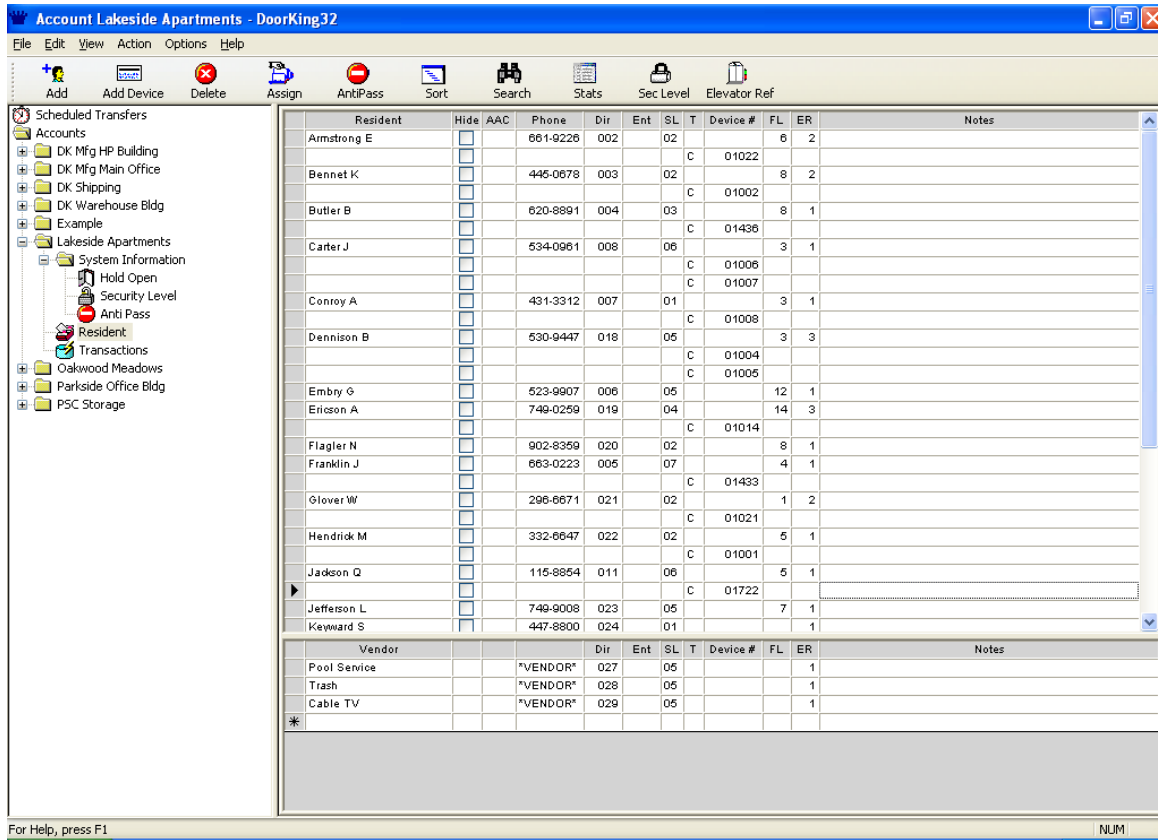 Account Lakeside Apartments - DoorKing32
File Edit View Action Options Help
Add Add Device Delete Assign AntiPass Sort Search Stats Sec Level Elevator Ref
Scheduled Transfers
Accounts
DK Mfg HP Building
DK Mfg Main Office
DK Shipping
DK Warehouse Bldg
Example
Lakeside Apartments
System Information
Hold Open
Security Level
Anti Pass
Resident
Transactions
Oakwood Meadows
Parkside Office Bldg
PSC Storage
Resident Hide AAC Phone Dir Ent SL T Device # FL ER Notes
Armstrong E 661-9226 002 02 6 2
C 01022
Bennet K 445-0678 003 02 8 2
C 01002
Butler B 620-8891 004 03 8 1
C 01436
Carter J 534-0961 008 06 3 1
C 01006
C 01007
Conroy A 431-3312 007 01 3 1
C 01008
Dennison B 530-9447 018 05 3 3
C 01004
C 01005
Embry G 523-9907 006 05 12 1
Ericson A 749-0259 019 04 14 3
C 01014
Flagler N 902-8359 020 02 8 1
Franklin J 663-0223 005 07 4 1
C 01433
Glover W 296-6671 021 02 1 2
C 01021
Hendrick M 332-6647 022 02 5 1
C 01001
Jackson Q 115-8854 011 06 5 1
C 01722
Jefferson L 749-9008 023 05 7 1
Keyward S 447-8800 024 01 1
Vendor Dir Ent SL T Device # FL ER Notes
Pool Service *VENDOR* 027 05 1
Trash *VENDOR* 028 05 1
Cable TV *VENDOR* 029 05 1
For Help, press F1 NUM